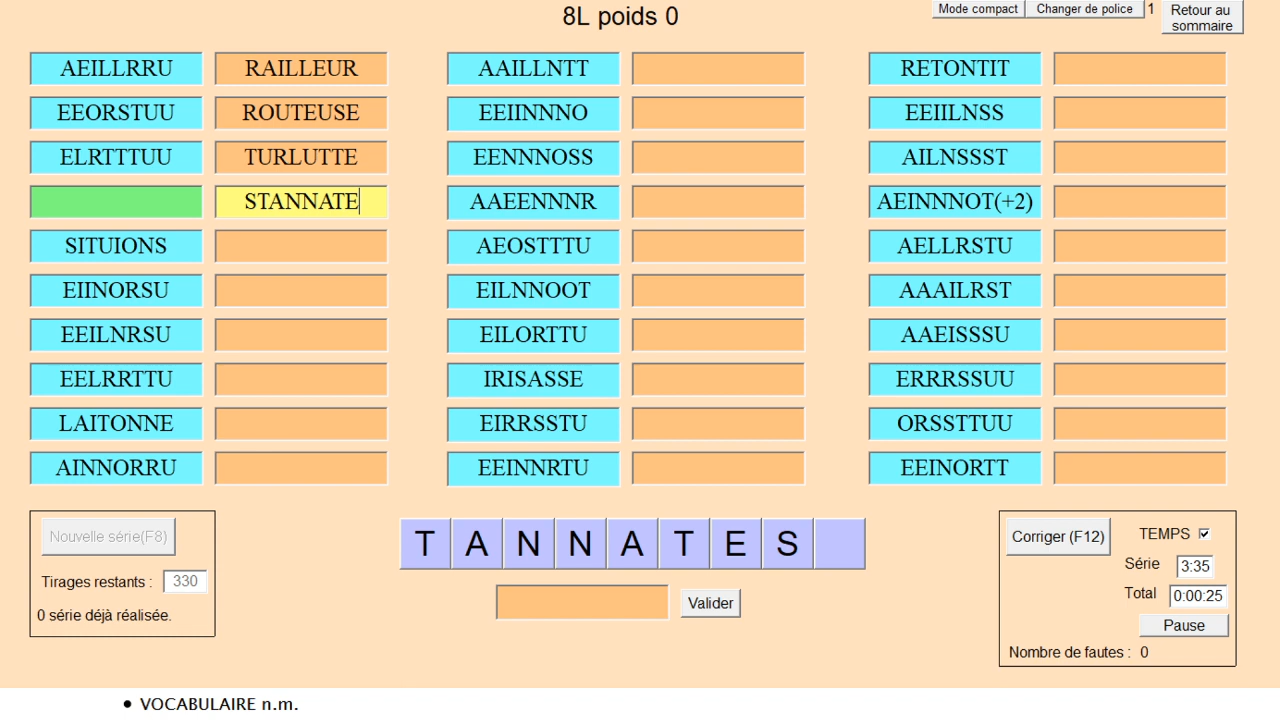 8L poids 0
Mode compact Changer de police 1 Retour au sommaire
AEILLRRU RAILLEUR AAILLNTT RETONTIT
EEORSTUU ROUTEUSE EEIINNNO EEIILNSS
ELRTTTUU TURLUTTE EENNNOSS AILNSSST
STANNATE AAEENNNR AEINNNOT(+2)
SITUIONS AEOSTTTU AELLRSTU
EIINORSU EILNNOOT AAAILRST
EEILNRSU EILORTTU AAEISSSU
EELRRTTU IRISASSE ERRRSSUU
LAITONNE EIRRSSTU ORSSTTUU
AINNORRU EEINNRTU EEINORTT
Nouvelle série(F8)
Tirages restants : 330
0 série déjà réalisée.
T A N N A T E S
Valider
Corriger (F12) TEMPS
Série 3:35
Total 0:00:25
Pause
Nombre de fautes : 0
• VOCABULAIRE n.m.